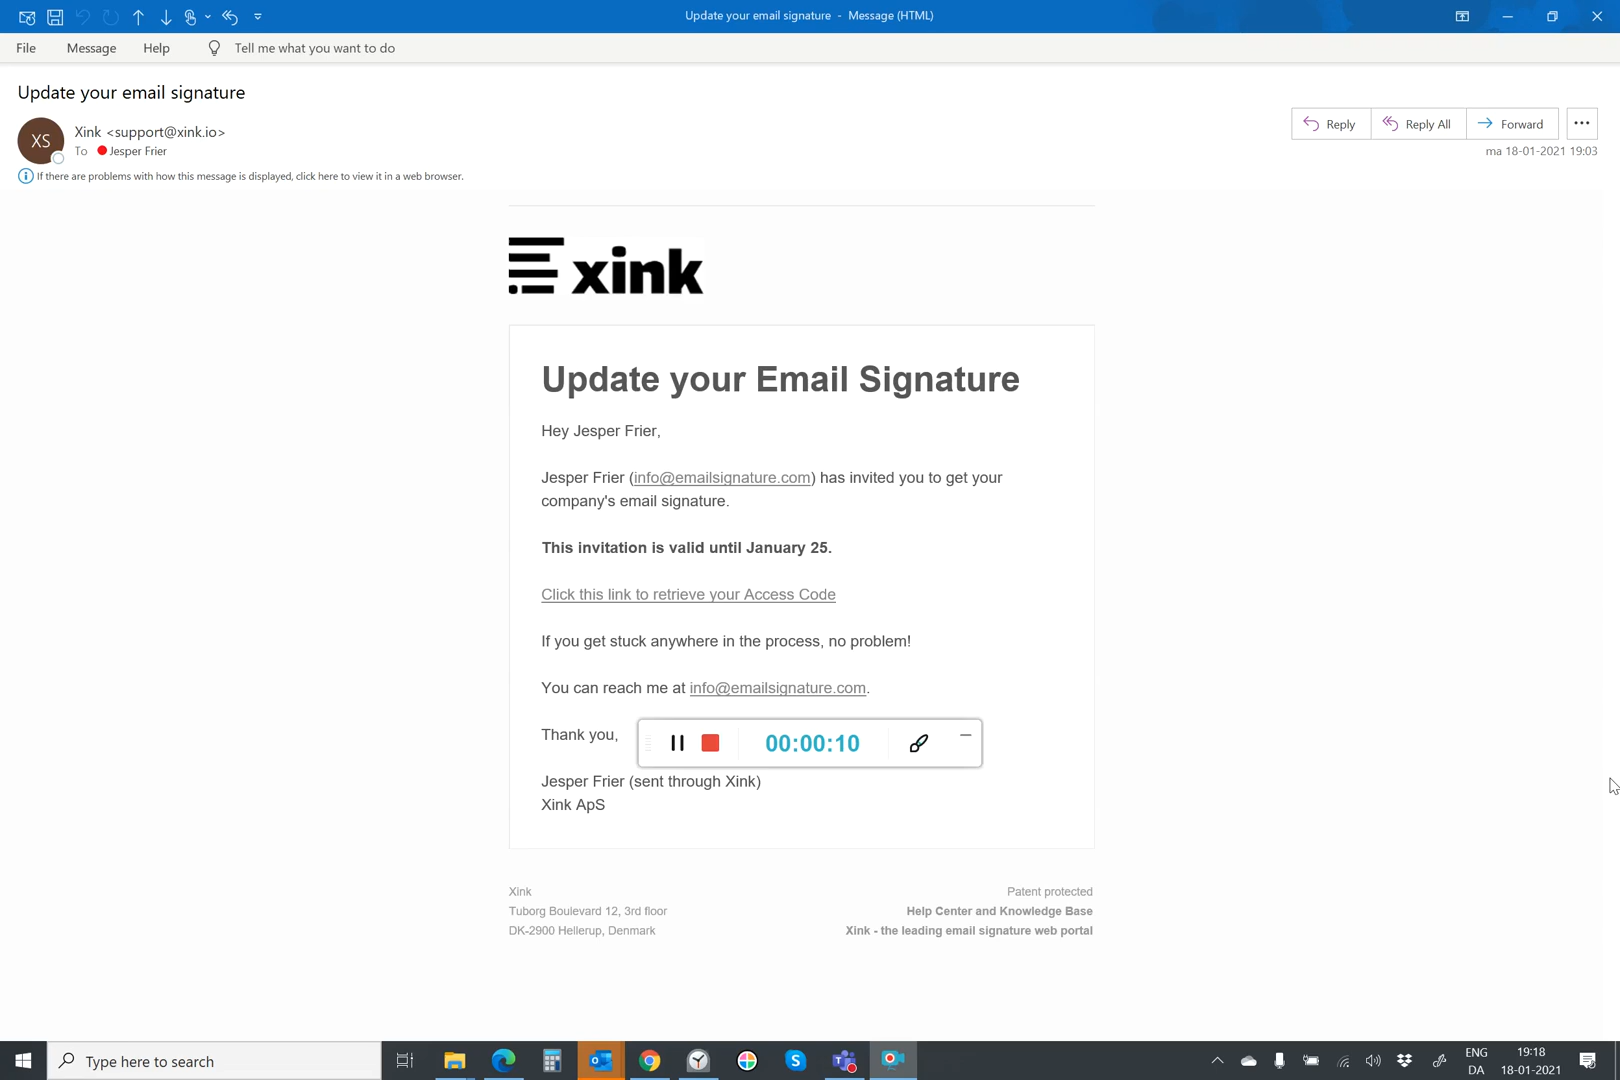 Update your email signature - Message (HTML)
File Message Help Tell me what you want to do
Update your email signature
XS
Xink <support@xink.io>
To Jesper Frier
Reply Reply All Forward
ma 18-01-2021 19:03
If there are problems with how this message is displayed, click here to view it in a web browser.
xink
Update your Email Signature
Hey Jesper Frier,
Jesper Frier (info@emailsignature.com) has invited you to get your
company's email signature.
This invitation is valid until January 25.
Click this link to retrieve your Access Code
If you get stuck anywhere in the process, no problem!
You can reach me at info@emailsignature.com.
Thank you,
00:00:10
Jesper Frier (sent through Xink)
Xink ApS
Xink
Tuborg Boulevard 12, 3rd floor
DK-2900 Hellerup, Denmark
Patent protected
Help Center and Knowledge Base
Xink - the leading email signature web portal
Type here to search
ENG
DA
19:18
18-01-2021